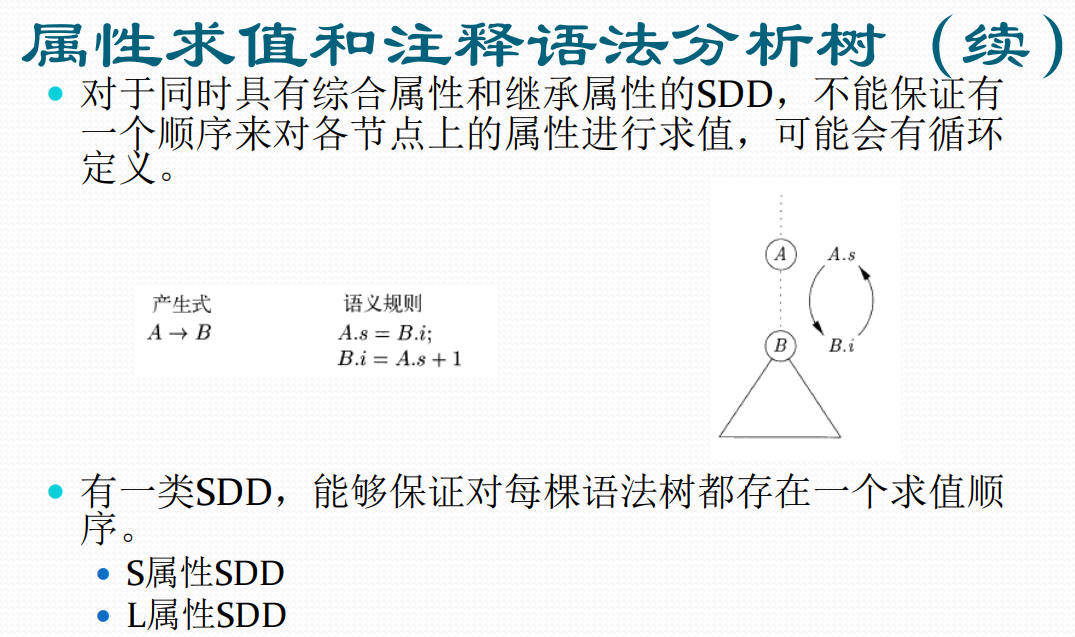 属性求值和注释语法分析树（续）
对于同时具有综合属性和继承属性的SDD，不能保证有
一个顺序来对各节点上的属性进行求值，可能会有循环
定义。
产生式 语义规则
A → B A.s = B.i;
B.i = A.s + 1
A A.s
B B.i
有一类SDD，能够保证对每棵语法树都存在一个求值顺
序。
S属性SDD
L属性SDD